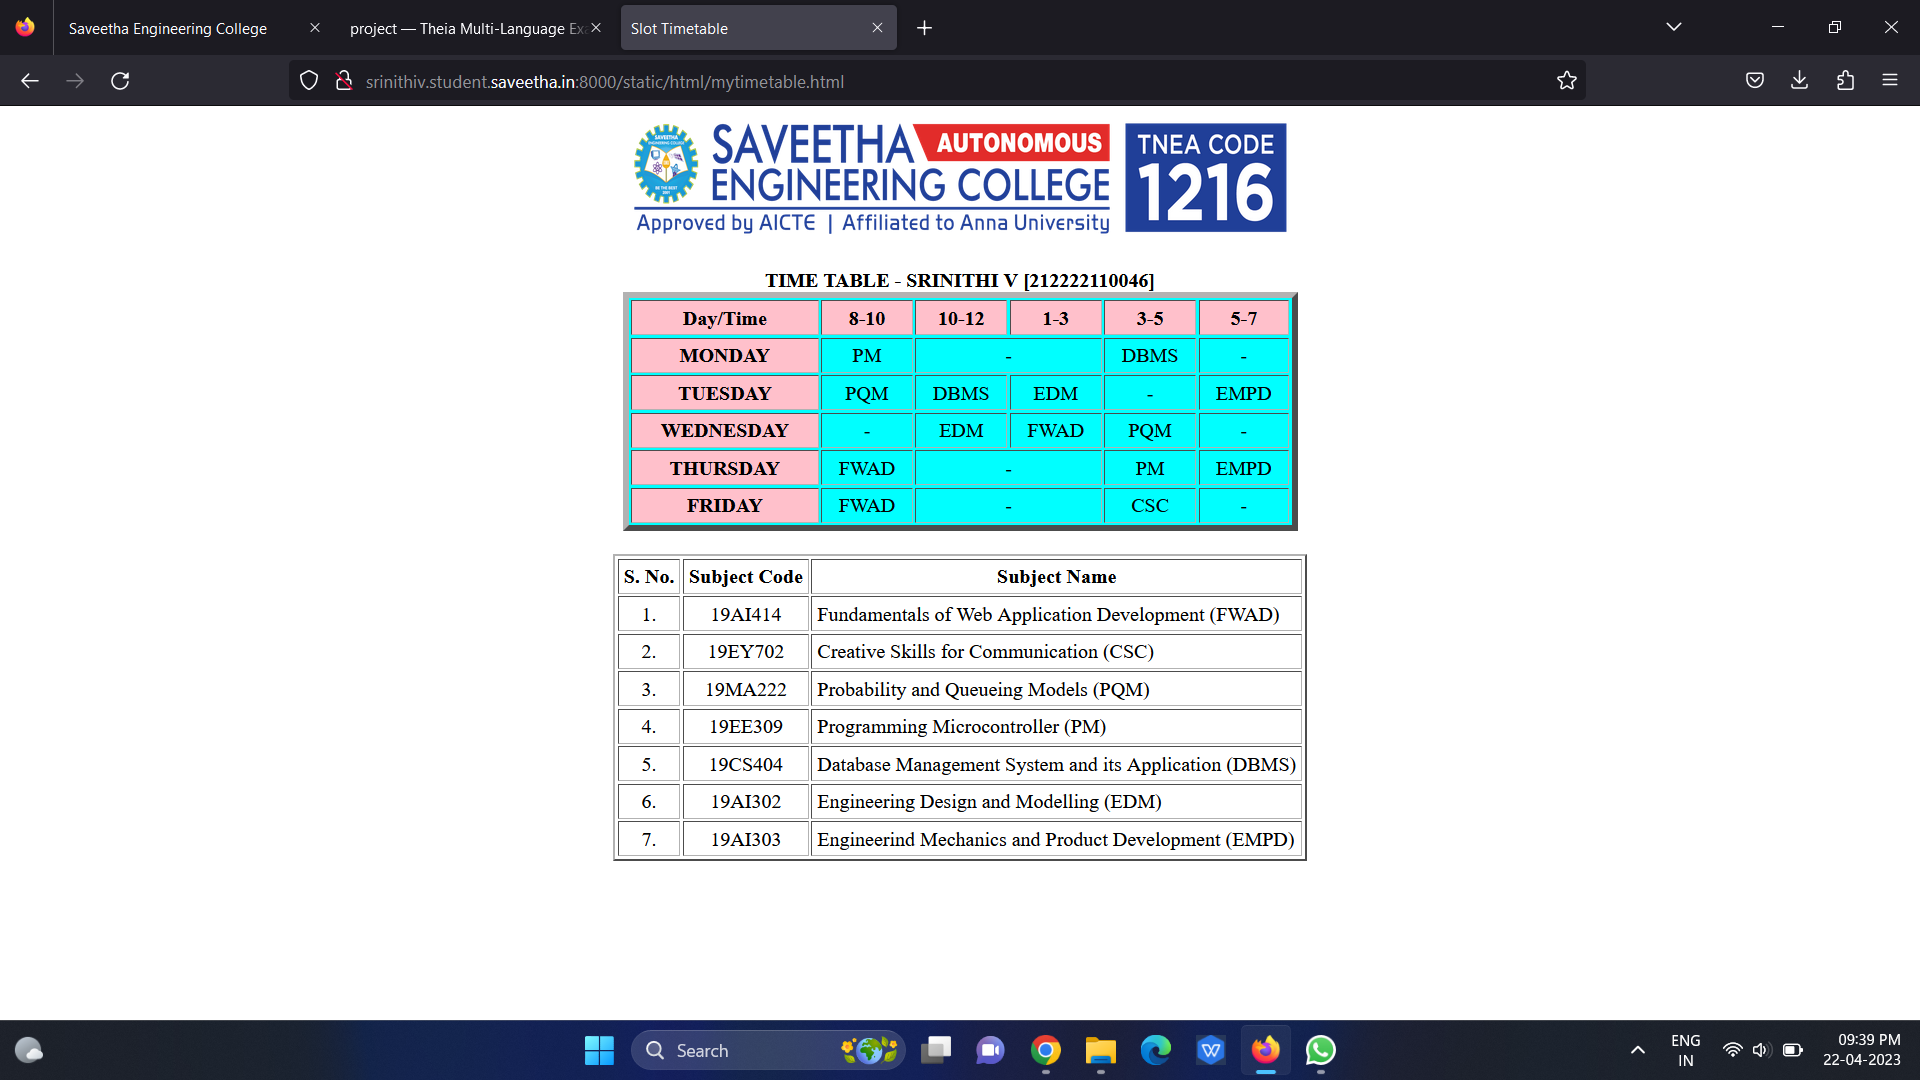 Saveetha Engineering College
project — Theia Multi-Language Ex
Slot Timetable
srinithiv.student.saveetha.in:8000/static/html/mytimetable.html
SAVEETHA AUTONOMOUS
ENGINEERING COLLEGE
Approved by AICTE | Affiliated to Anna University
TNEA CODE
1216
TIME TABLE - SRINITHI V [212222110046]
Day/Time 8-10 10-12 1-3 3-5 5-7
MONDAY PM - DBMS -
TUESDAY PQM DBMS EDM - EMPD
WEDNESDAY - EDM FWAD PQM -
THURSDAY FWAD - PM EMPD
FRIDAY FWAD - CSC -
S. No. Subject Code Subject Name
1. 19AI414 Fundamentals of Web Application Development (FWAD)
2. 19EY702 Creative Skills for Communication (CSC)
3. 19MA222 Probability and Queueing Models (PQM)
4. 19EE309 Programming Microcontroller (PM)
5. 19CS404 Database Management System and its Application (DBMS)
6. 19AI302 Engineering Design and Modelling (EDM)
7. 19AI303 Engineerind Mechanics and Product Development (EMPD)
Search
ENG
IN
09:39 PM
22-04-2023